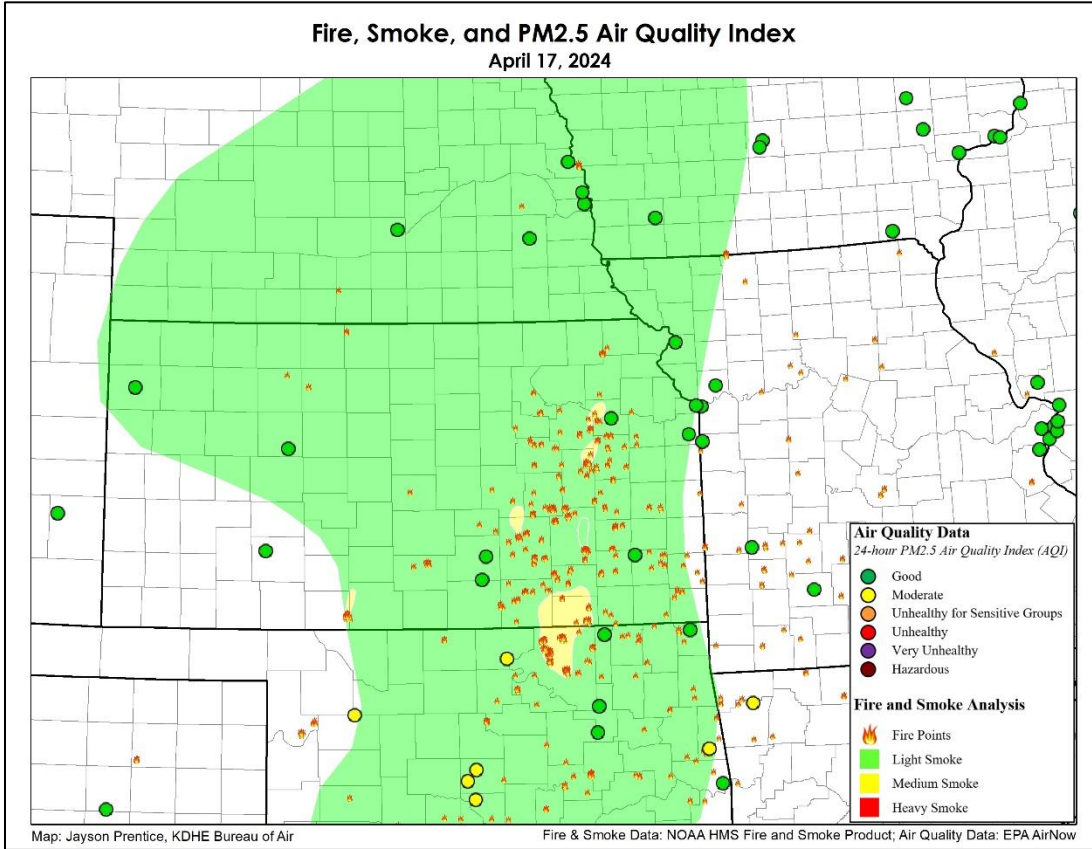 Fire, Smoke, and PM2.5 Air Quality Index
April 17, 2024
Air Quality Data
24-hour PM2.5 Air Quality Index (AQI)
Good
Moderate
Unhealthy for Sensitive Groups
Unhealthy
Very Unhealthy
Hazardous
Fire and Smoke Analysis
Fire Points
Light Smoke
Medium Smoke
Heavy Smoke
Map: Jayson Prentice, KDHE Bureau of Air
Fire & Smoke Data: NOAA HMS Fire and Smoke Product; Air Quality Data: EPA AirNow